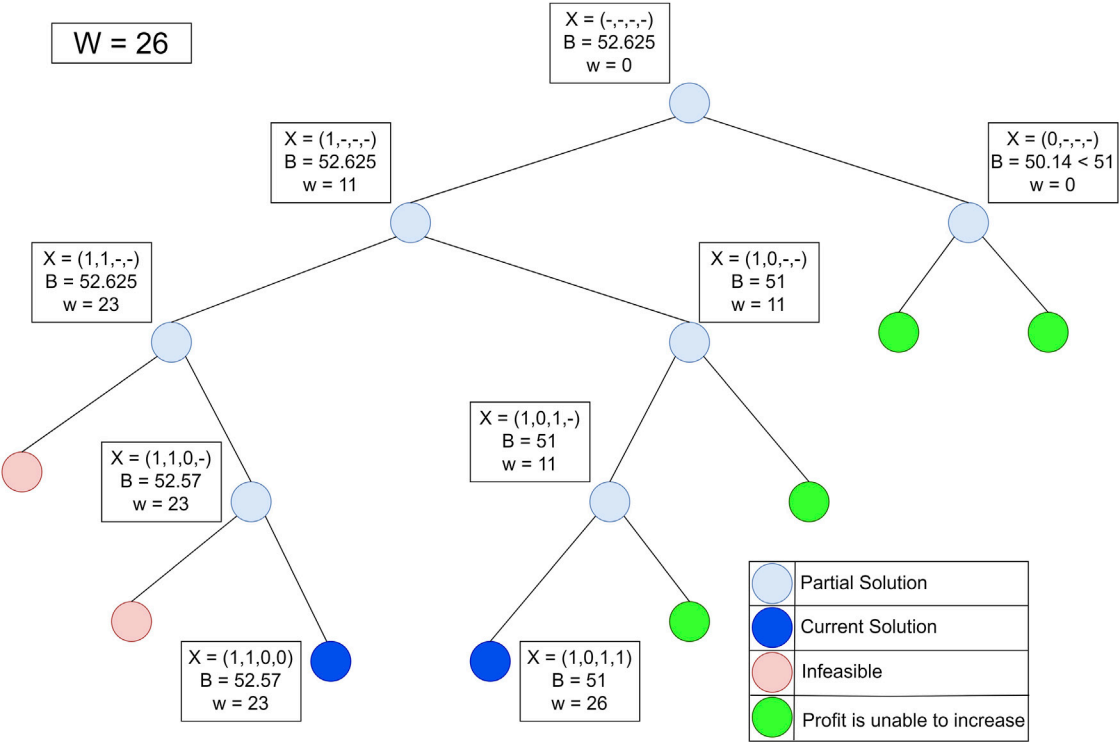 W = 26
X = (-,-,-,-)
B = 52.625
w = 0
X = (1,-,-,-)
B = 52.625
w = 11
X = (0,-,-,-)
B = 50.14 < 51
w = 0
X = (1,1,-,-)
B = 52.625
w = 23
X = (1,0,-,-)
B = 51
w = 11
X = (1,1,0,-)
B = 52.57
w = 23
X = (1,0,1,-)
B = 51
w = 11
X = (1,1,0,0)
B = 52.57
w = 23
X = (1,0,1,1)
B = 51
w = 26
Partial Solution
Current Solution
Infeasible
Profit is unable to increase